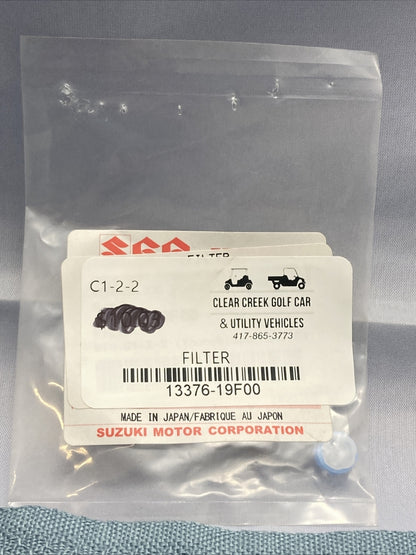 FILTER
C1-2-2
CLEAR CREEK GOLF CAR
& UTILITY VEHICLES
417-865-3773
FILTER
13376-19F00
MADE IN JAPAN/FABRIQUE AU JAPON
SUZUKI MOTOR CORPORATION